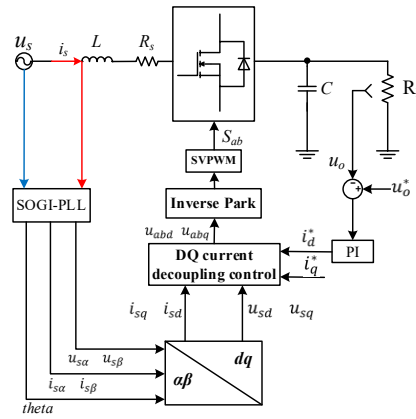 u_s
i_s
L
R_s
C
R
S_ab
SVPWM
u_o
u_o^*
SOGI-PLL
Inverse Park
u_abd u_abq
i_d^*
PI
DQ current
decoupling control
i_q^*
i_sq i_sd
u_sd u_sq
u_sα u_sβ
dq
i_sα i_sβ
αβ
theta